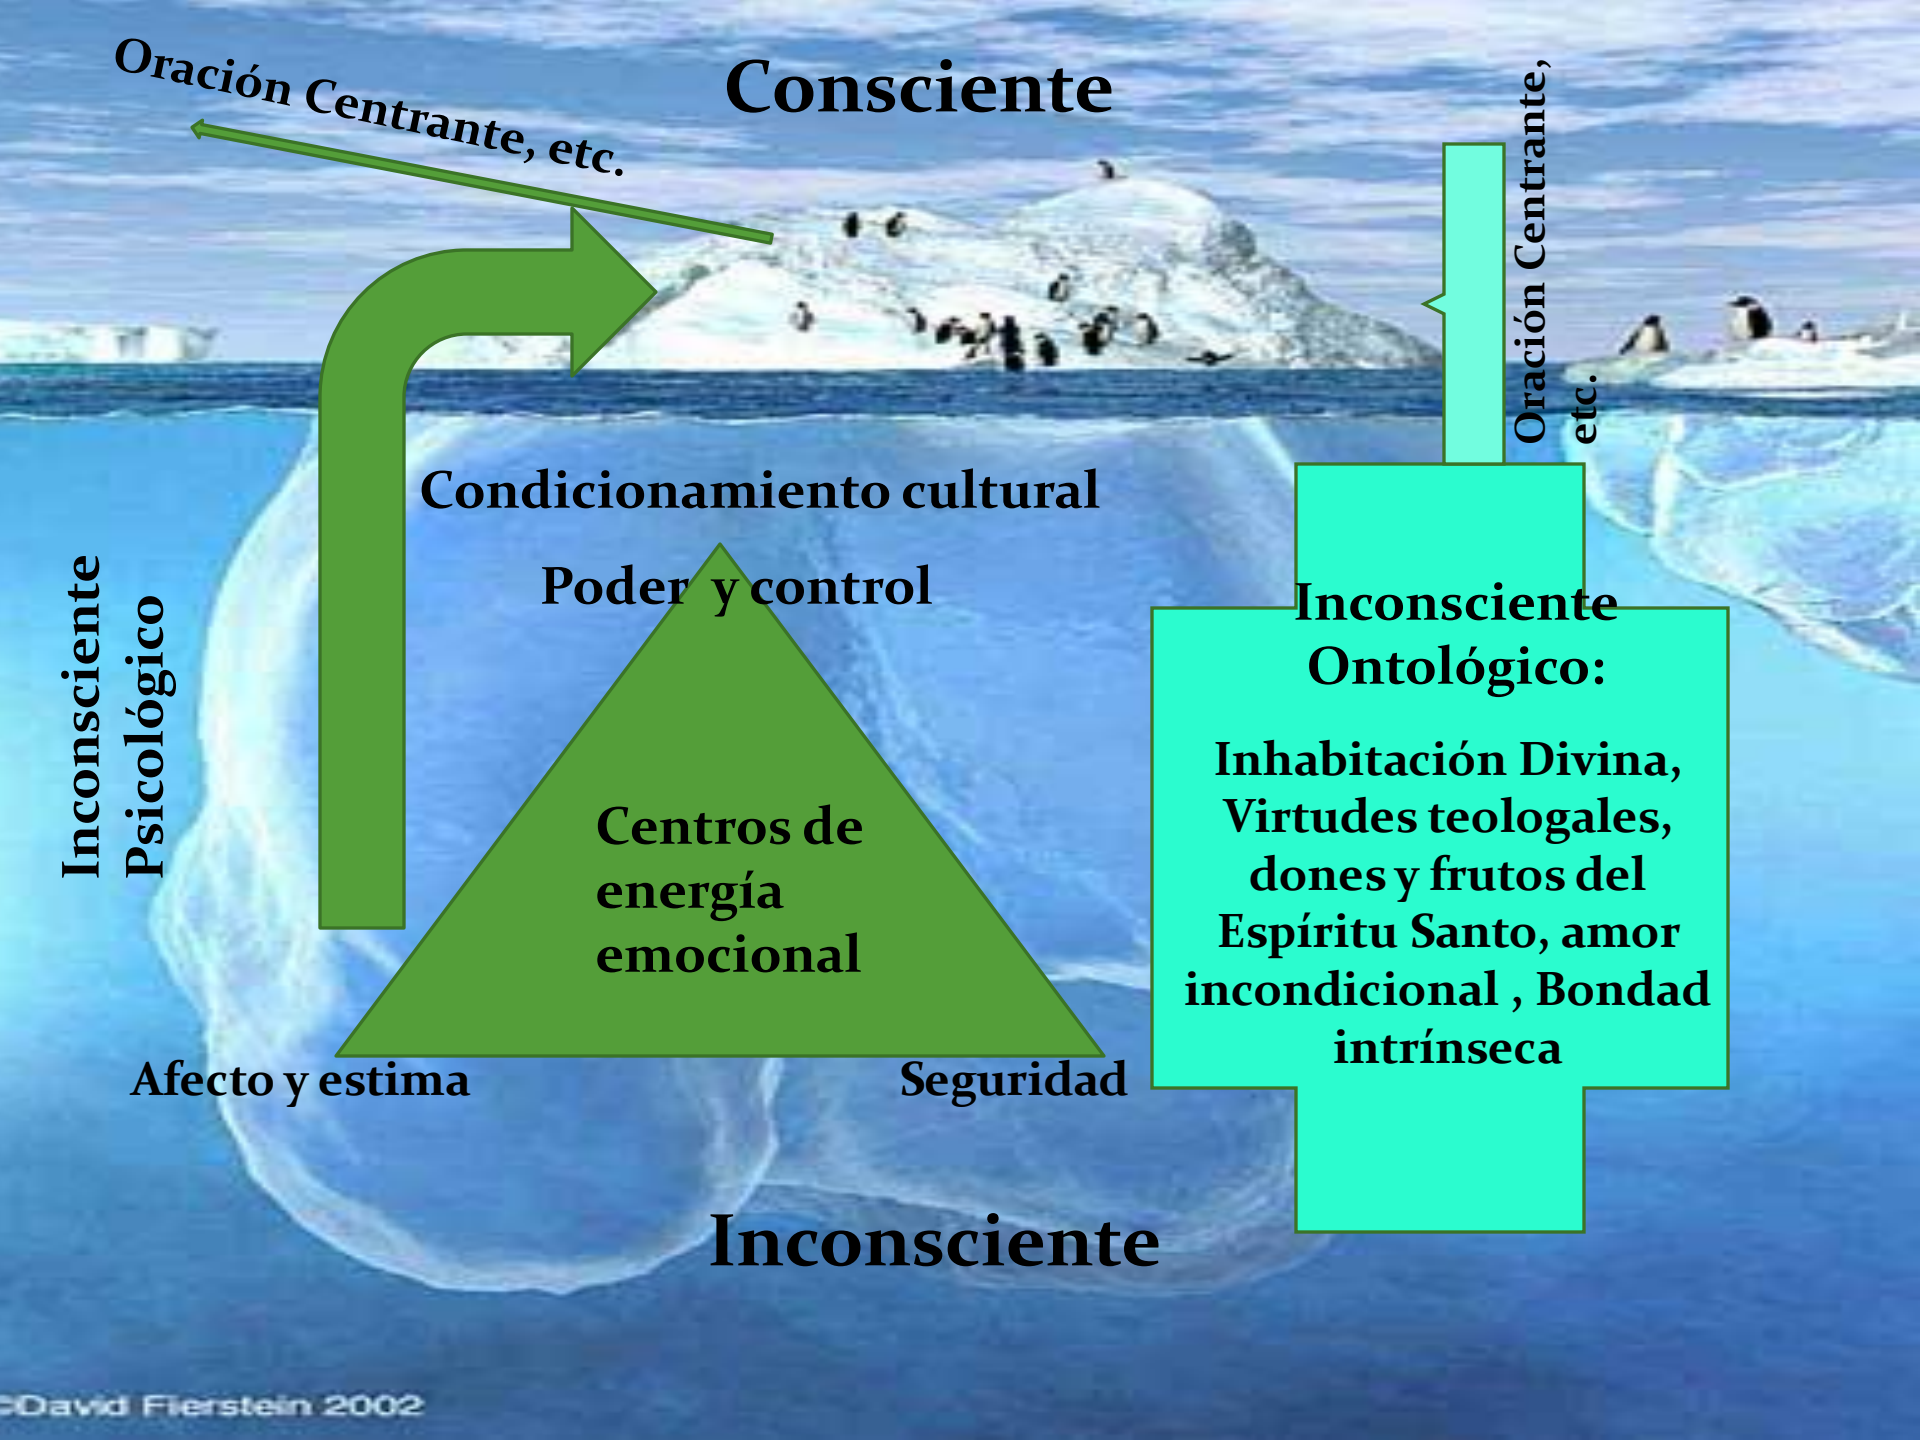 Oración Centrante, etc.
Consciente
Oración Centrante,
etc.
Condicionamiento cultural
Poder y control
Inconsciente
Psicológico
Centros de
energía
emocional
Afecto y estima
Seguridad
Inconsciente
Ontológico:
Inhabitación Divina,
Virtudes teologales,
dones y frutos del
Espíritu Santo, amor
incondicional , Bondad
intrínseca
Inconsciente
©David Fierstein 2002